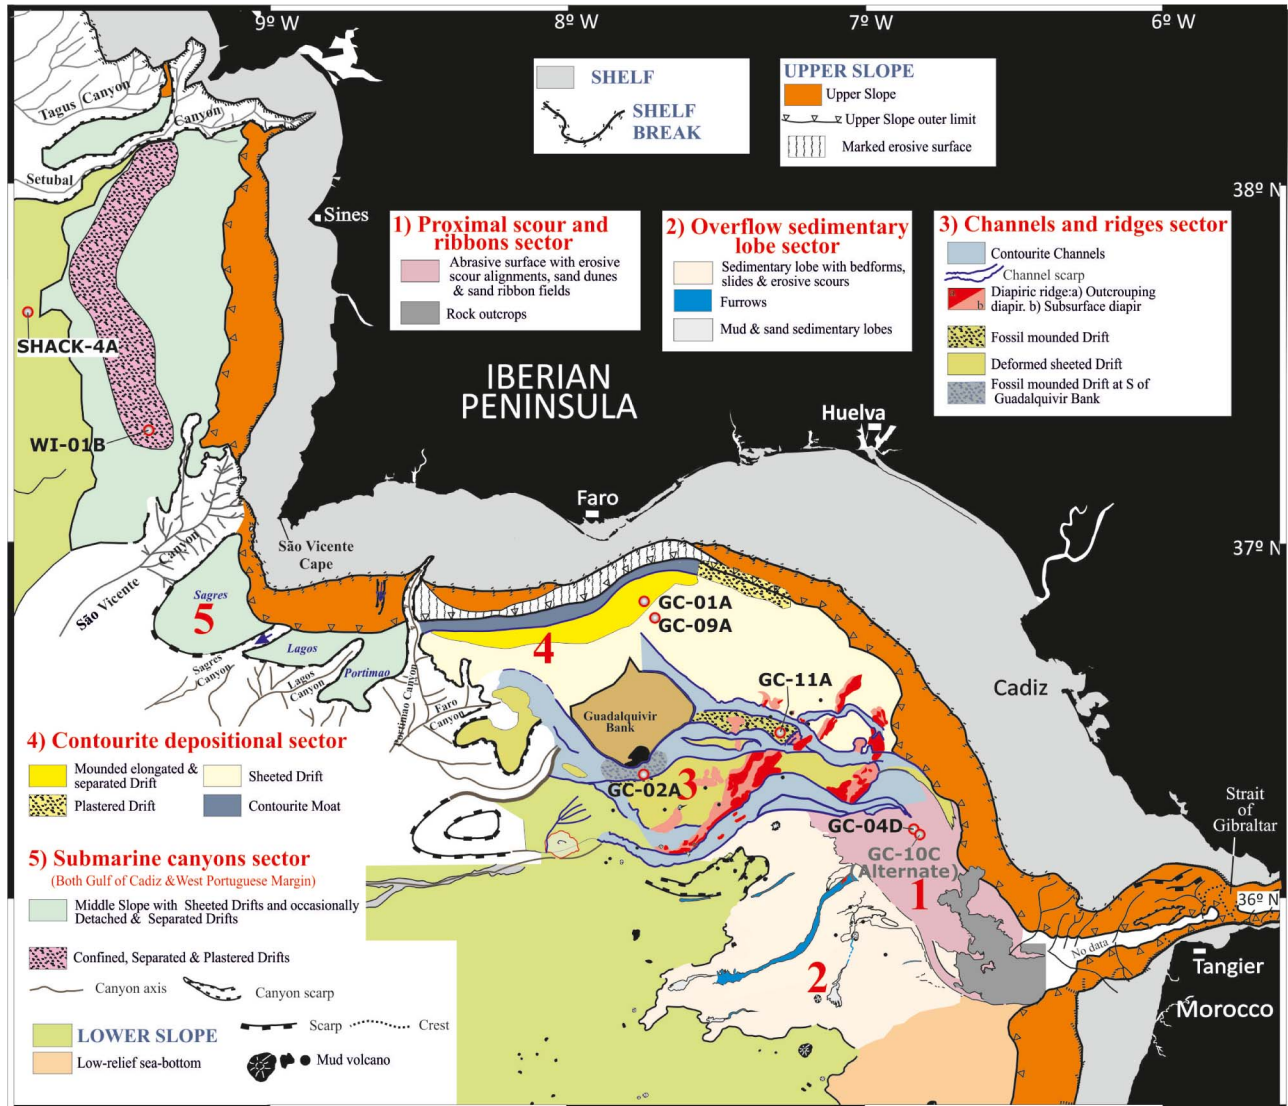 9º W
8º W
7º W
6º W
Tagus Canyon
Canyon
Setubal
SHELF
SHELF
BREAK
UPPER SLOPE
Upper Slope
Upper Slope outer limit
Marked erosive surface
38º N
Sines
1) Proximal scour and
ribbons sector
Abrasive surface with erosive
scour alignments, sand dunes
& sand ribbon fields
Rock outcrops
2) Overflow sedimentary
lobe sector
Sedimentary lobe with bedforms,
slides & erosive scours
Furrows
Mud & sand sedimentary lobes
3) Channels and ridges sector
Contourite Channels
Channel scarp
a
b
Diapiric ridge:a) Outcrouping
diapir. b) Subsurface diapir
Fossil mounded Drift
Deformed sheeted Drift
Fossil mounded Drift at S of
Guadalquivir Bank
SHACK-4A
WI-01B
IBERIAN
PENINSULA
Huelva
Faro
37º N
São Vicente
Cape
São Vicente
Canyon
Sagres
5
Lagos
Portimao
Sagres
Canyon
Lagos
Canyon
Portimao Canyon
Faro
Canyon
4
GC-01A
GC-09A
GC-11A
Guadalquivir
Bank
GC-02A
3
Cadiz
GC-04D
GC-10C
(Alternate)
1
2
Strait
of
Gibraltar
36º N
No data
Tangier
Morocco
4) Contourite depositional sector
Mounded elongated &
separated Drift
Sheeted Drift
Plastered Drift
Contourite Moat
5) Submarine canyons sector
(Both Gulf of Cadiz &West Portuguese Margin)
Middle Slope with Sheeted Drifts and occasionally
Detached & Separated Drifts
Confined, Separated & Plastered Drifts
Canyon axis
Canyon scarp
LOWER SLOPE
Scarp
Crest
Low-relief sea-bottom
Mud volcano